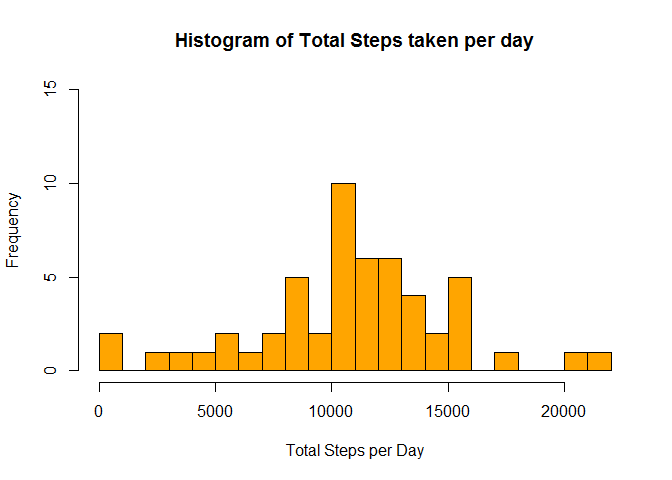 Histogram of Total Steps taken per day
Frequency
15
10
5
0
0 5000 10000 15000 20000
Total Steps per Day